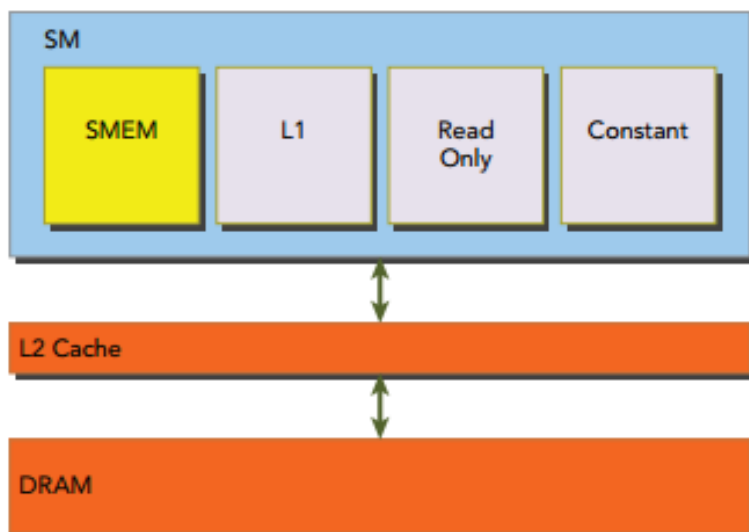 SM
SMEM
L1
Read
Only
Constant
L2 Cache
DRAM